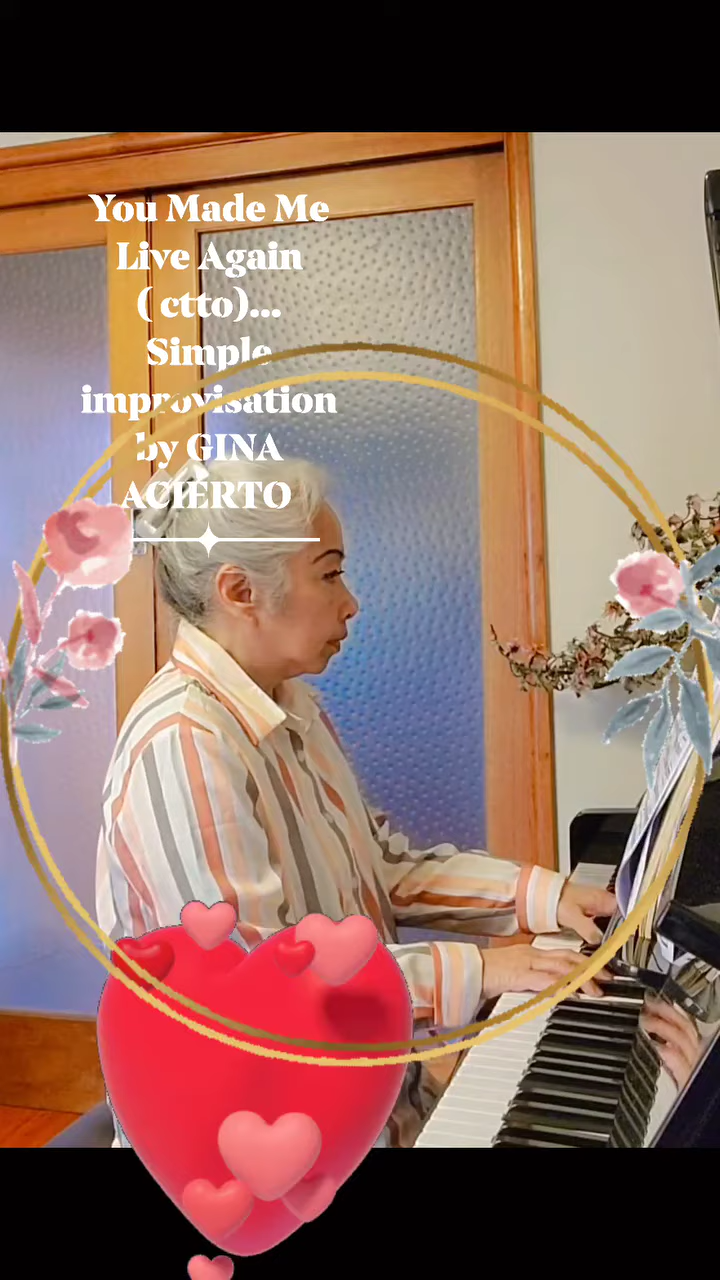 You Made Me
Live Again
( ctto)...
Simple
improvisation
by GINA
ACIERTO